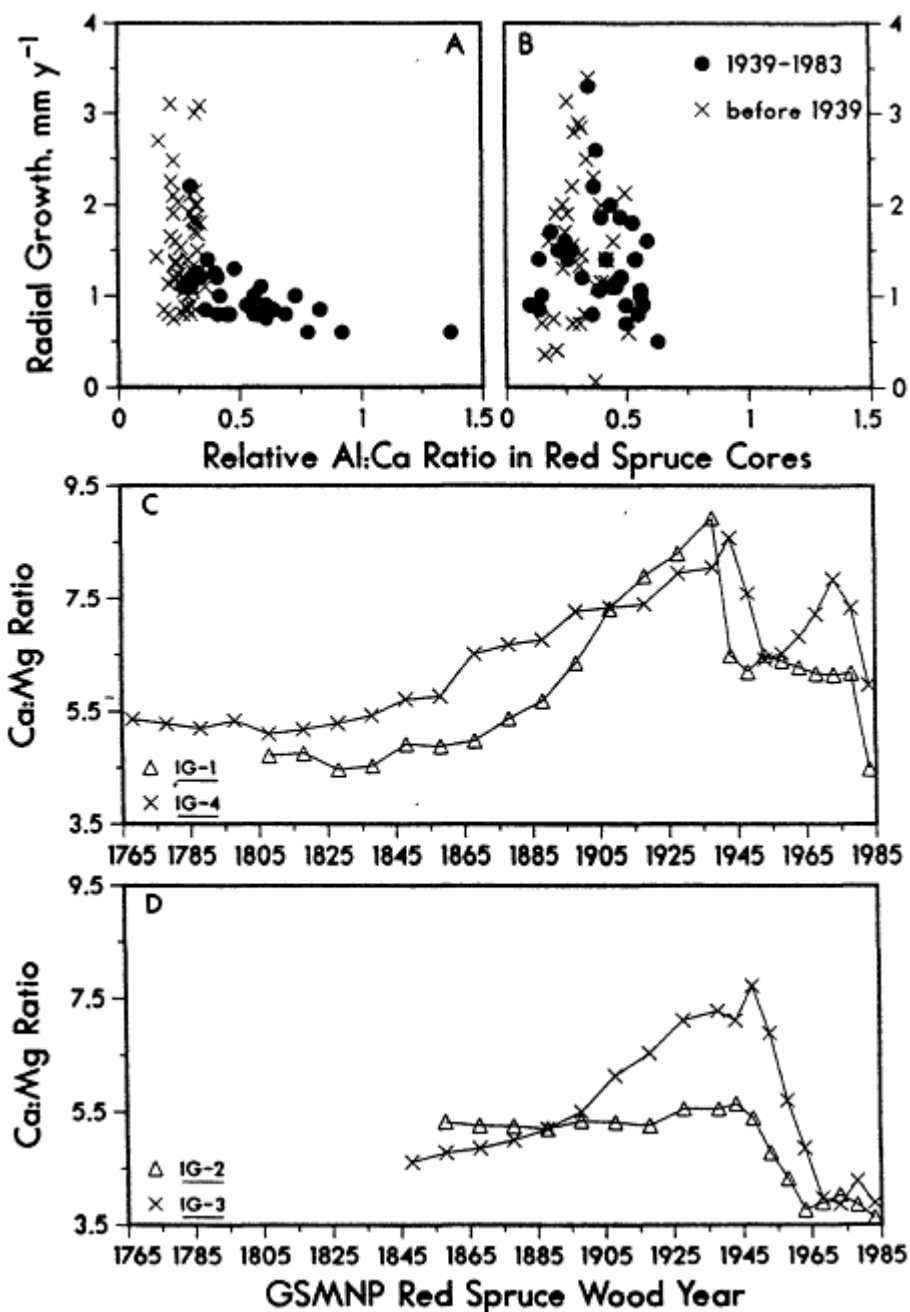 4 A B 4
● 1939-1983
3 × before 1939 3
2 2
1 1
0 0
0 0.5 1 1.5 0 0.5 1 1.5
Radial Growth, mm y⁻¹
Relative Al:Ca Ratio in Red Spruce Cores
9.5 C
7.5
5.5
3.5
Ca:Mg Ratio
△ IG-1
× IG-4
1765 1785 1805 1825 1845 1865 1885 1905 1925 1945 1965 1985
9.5 D
7.5
5.5
3.5
Ca:Mg Ratio
△ IG-2
× IG-3
1765 1785 1805 1825 1845 1865 1885 1905 1925 1945 1965 1985
GSMNP Red Spruce Wood Year